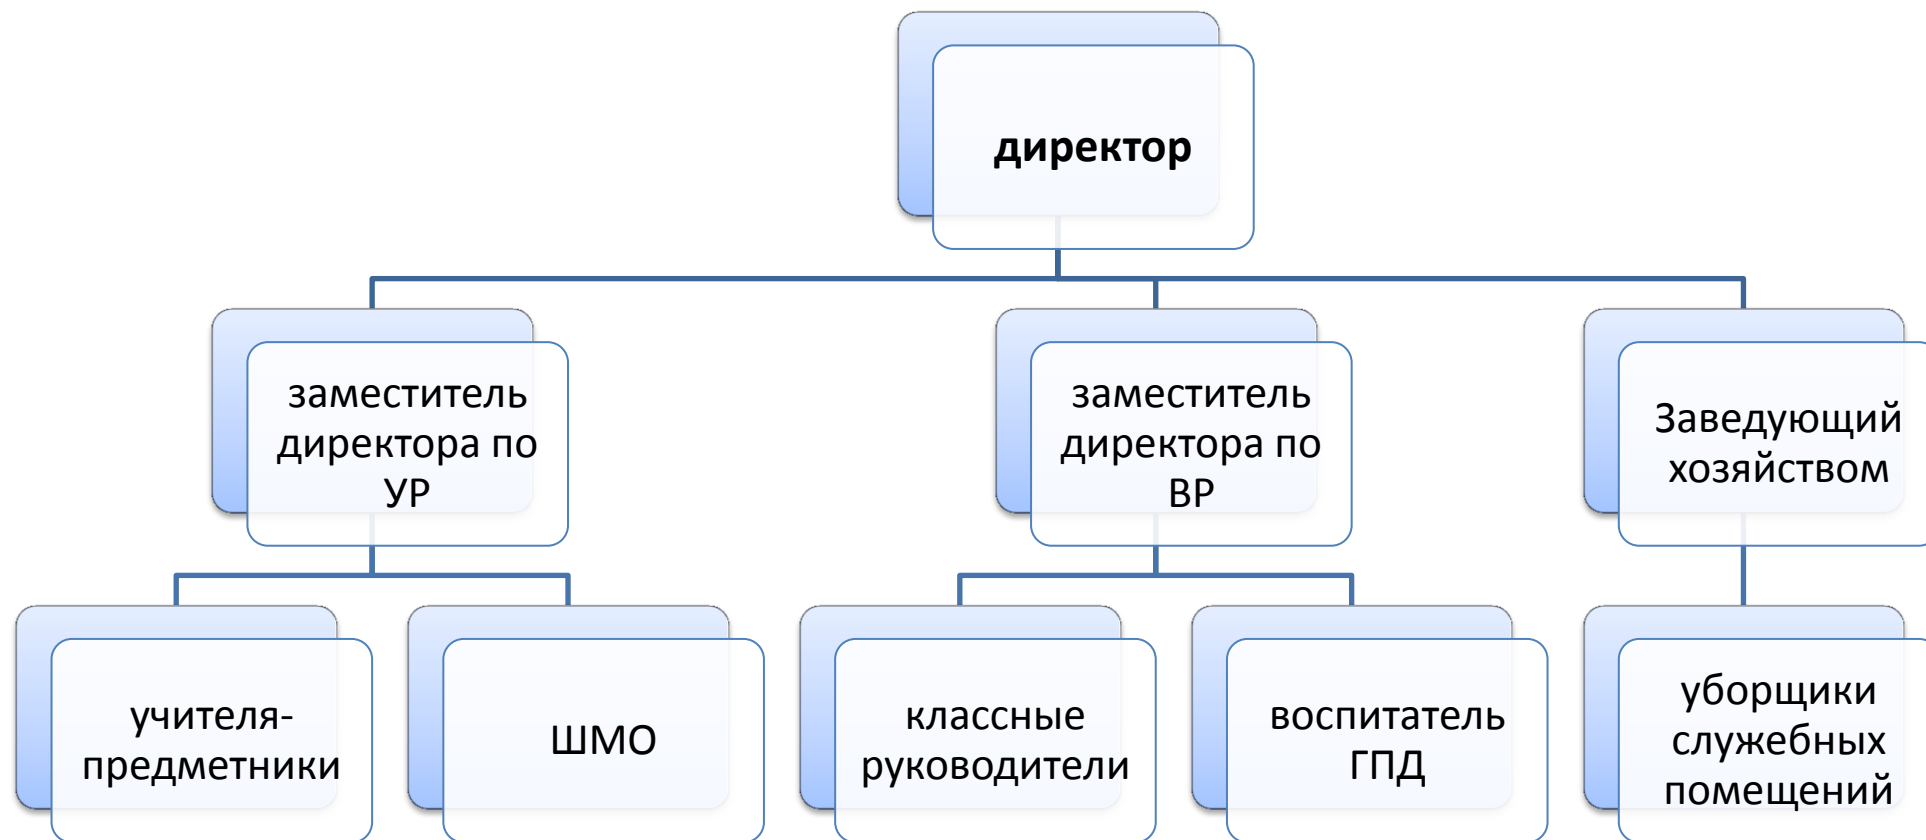 директор
заместитель
директора по
УР
заместитель
директора по
ВР
Заведующий
хозяйством
учителя-
предметники
ШМО
классные
руководители
воспитатель
ГПД
уборщики
служебных
помещений